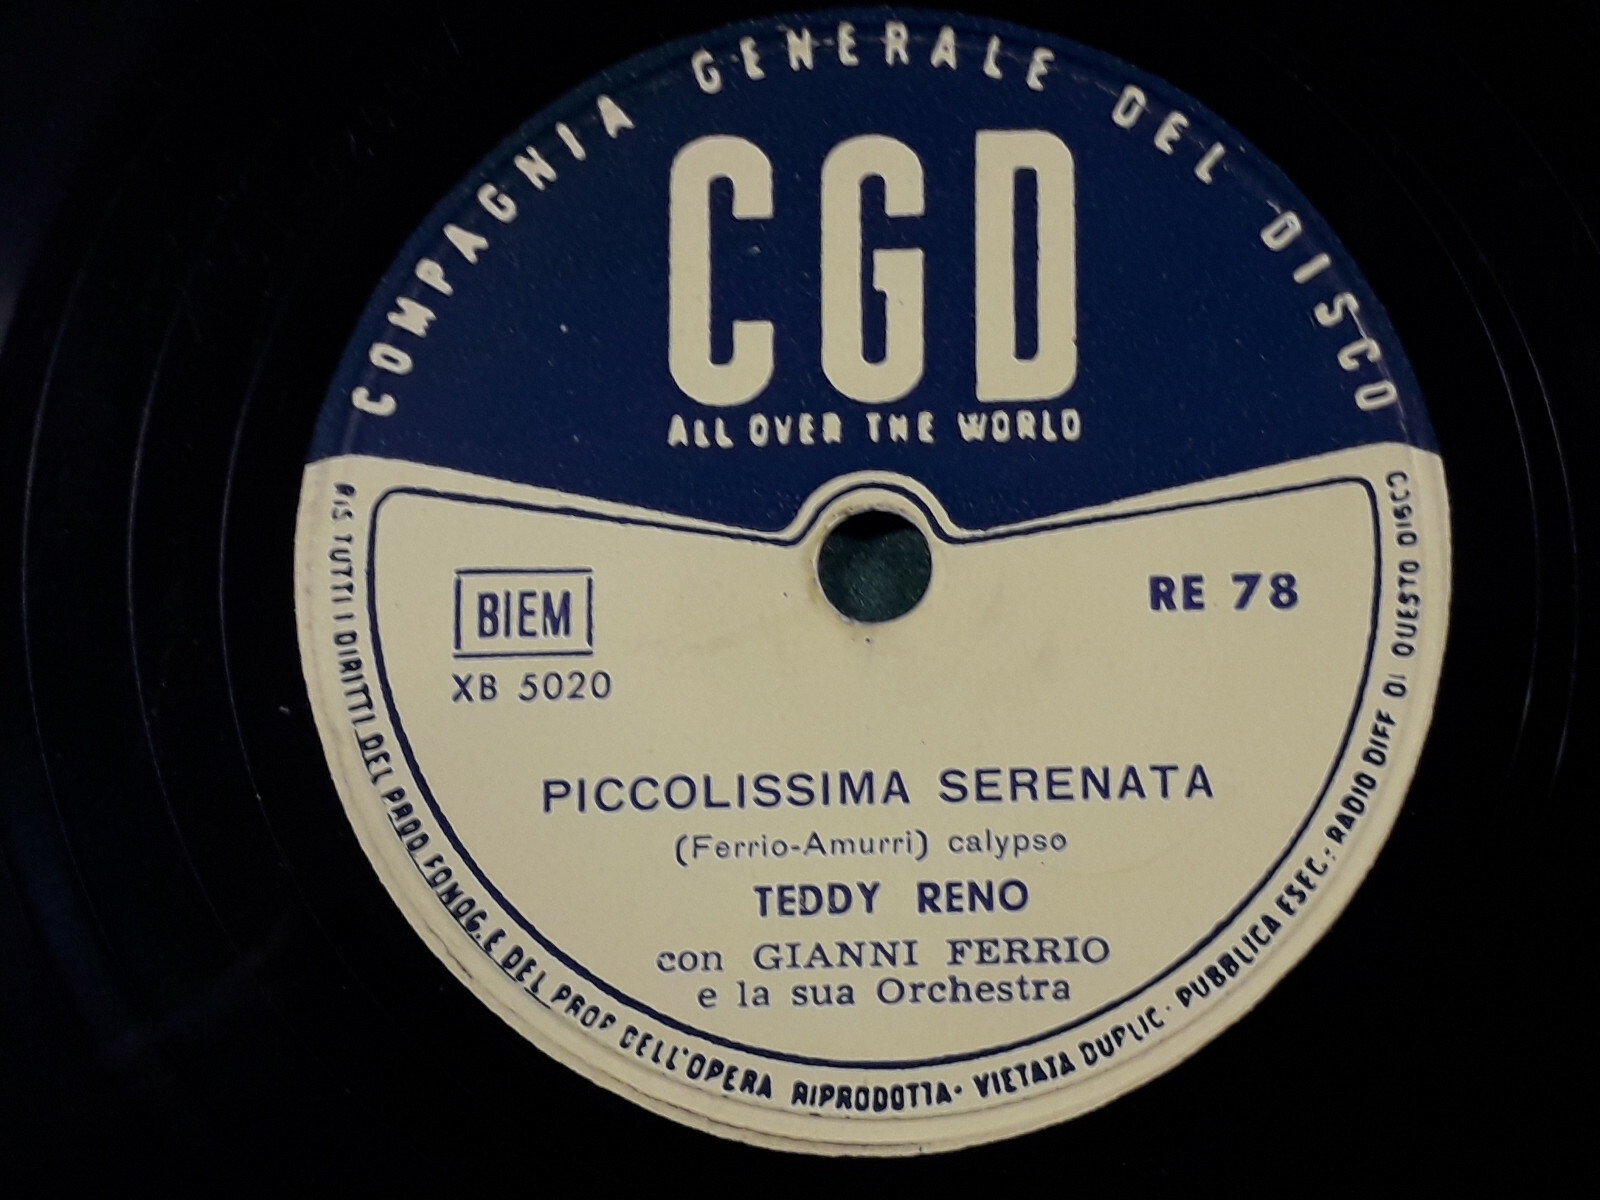 COMPAGNIA GENERALE DEL DISCO
CGD
ALL OVER THE WORLD
BIEM
RE 78
XB 5020
PICCOLISSIMA SERENATA
(Ferrio-Amurri) calypso
TEDDY RENO
con GIANNI FERRIO
e la sua Orchestra
RIS TUTTI I DIRITTI DEL PROD FONOG. E DEL PROP DELL'OPERA RIPRODOTTA· VIETATA DUPLIC· PUBBLICA ESEC: RADIO DIFF DI QUESTO DISCO